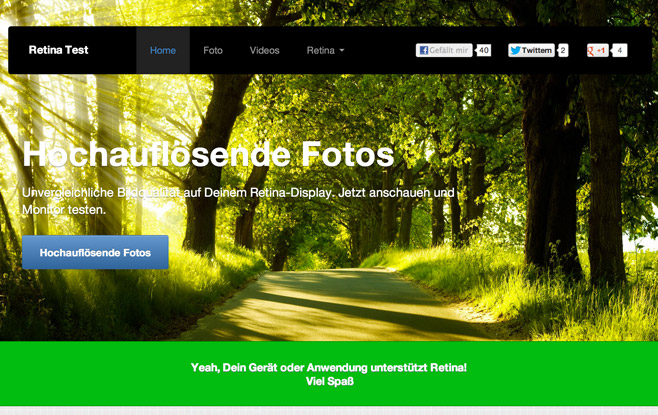 Retina Test
Home
Foto
Videos
Retina
Gefällt mir
40
Twittern
2
+1
4
Hochauflösende Fotos
Unvergleichliche Bildqualität auf Deinem Retina-Display. Jetzt anschauen und
Monitor testen.
Hochauflösende Fotos
Yeah, Dein Gerät oder Anwendung unterstützt Retina!
Viel Spaß